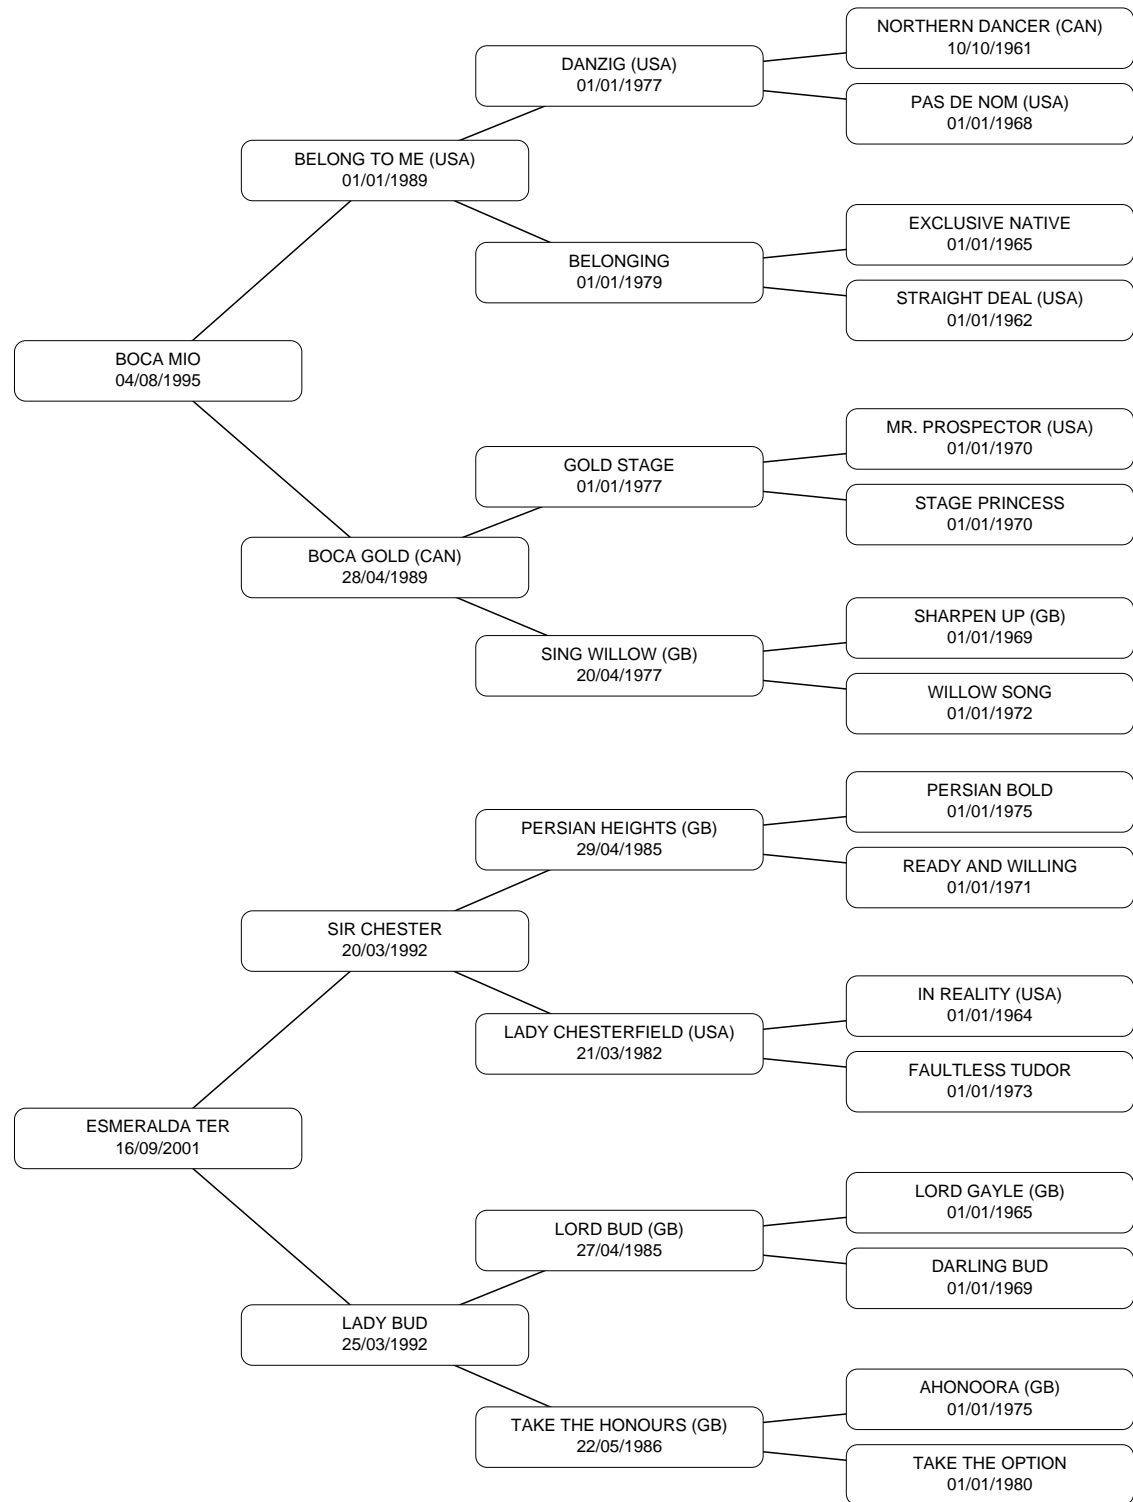 NORTHERN DANCER (CAN)
10/10/1961
DANZIG (USA)
01/01/1977
PAS DE NOM (USA)
01/01/1968
BELONG TO ME (USA)
01/01/1989
EXCLUSIVE NATIVE
01/01/1965
BELONGING
01/01/1979
STRAIGHT DEAL (USA)
01/01/1962
BOCA MIO
04/08/1995
MR. PROSPECTOR (USA)
01/01/1970
GOLD STAGE
01/01/1977
STAGE PRINCESS
01/01/1970
BOCA GOLD (CAN)
28/04/1989
SHARPEN UP (GB)
01/01/1969
SING WILLOW (GB)
20/04/1977
WILLOW SONG
01/01/1972
PERSIAN BOLD
01/01/1975
PERSIAN HEIGHTS (GB)
29/04/1985
READY AND WILLING
01/01/1971
SIR CHESTER
20/03/1992
IN REALITY (USA)
01/01/1964
LADY CHESTERFIELD (USA)
21/03/1982
FAULTLESS TUDOR
01/01/1973
ESMERALDA TER
16/09/2001
LORD GAYLE (GB)
01/01/1965
LORD BUD (GB)
27/04/1985
DARLING BUD
01/01/1969
LADY BUD
25/03/1992
AHONOORA (GB)
01/01/1975
TAKE THE HONOURS (GB)
22/05/1986
TAKE THE OPTION
01/01/1980